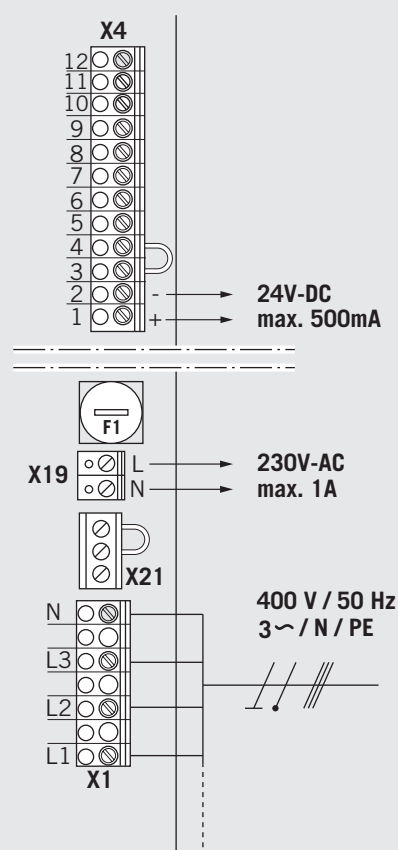 X4
12
11
10
9
8
7
6
5
4
3
2 - 24V-DC
1 + max. 500mA
F1
X19 L 230V-AC
N max. 1A
X21
N 400 V / 50 Hz
3~ / N / PE
L3
L2
L1
X1